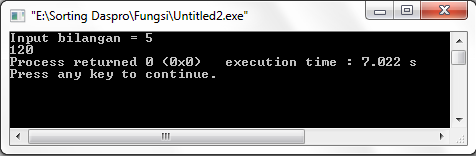 "E:\Sorting Daspro\Fungsi\Untitled2.exe"
Input bilangan = 5
120
Process returned 0 (0x0)   execution time : 7.022 s
Press any key to continue.